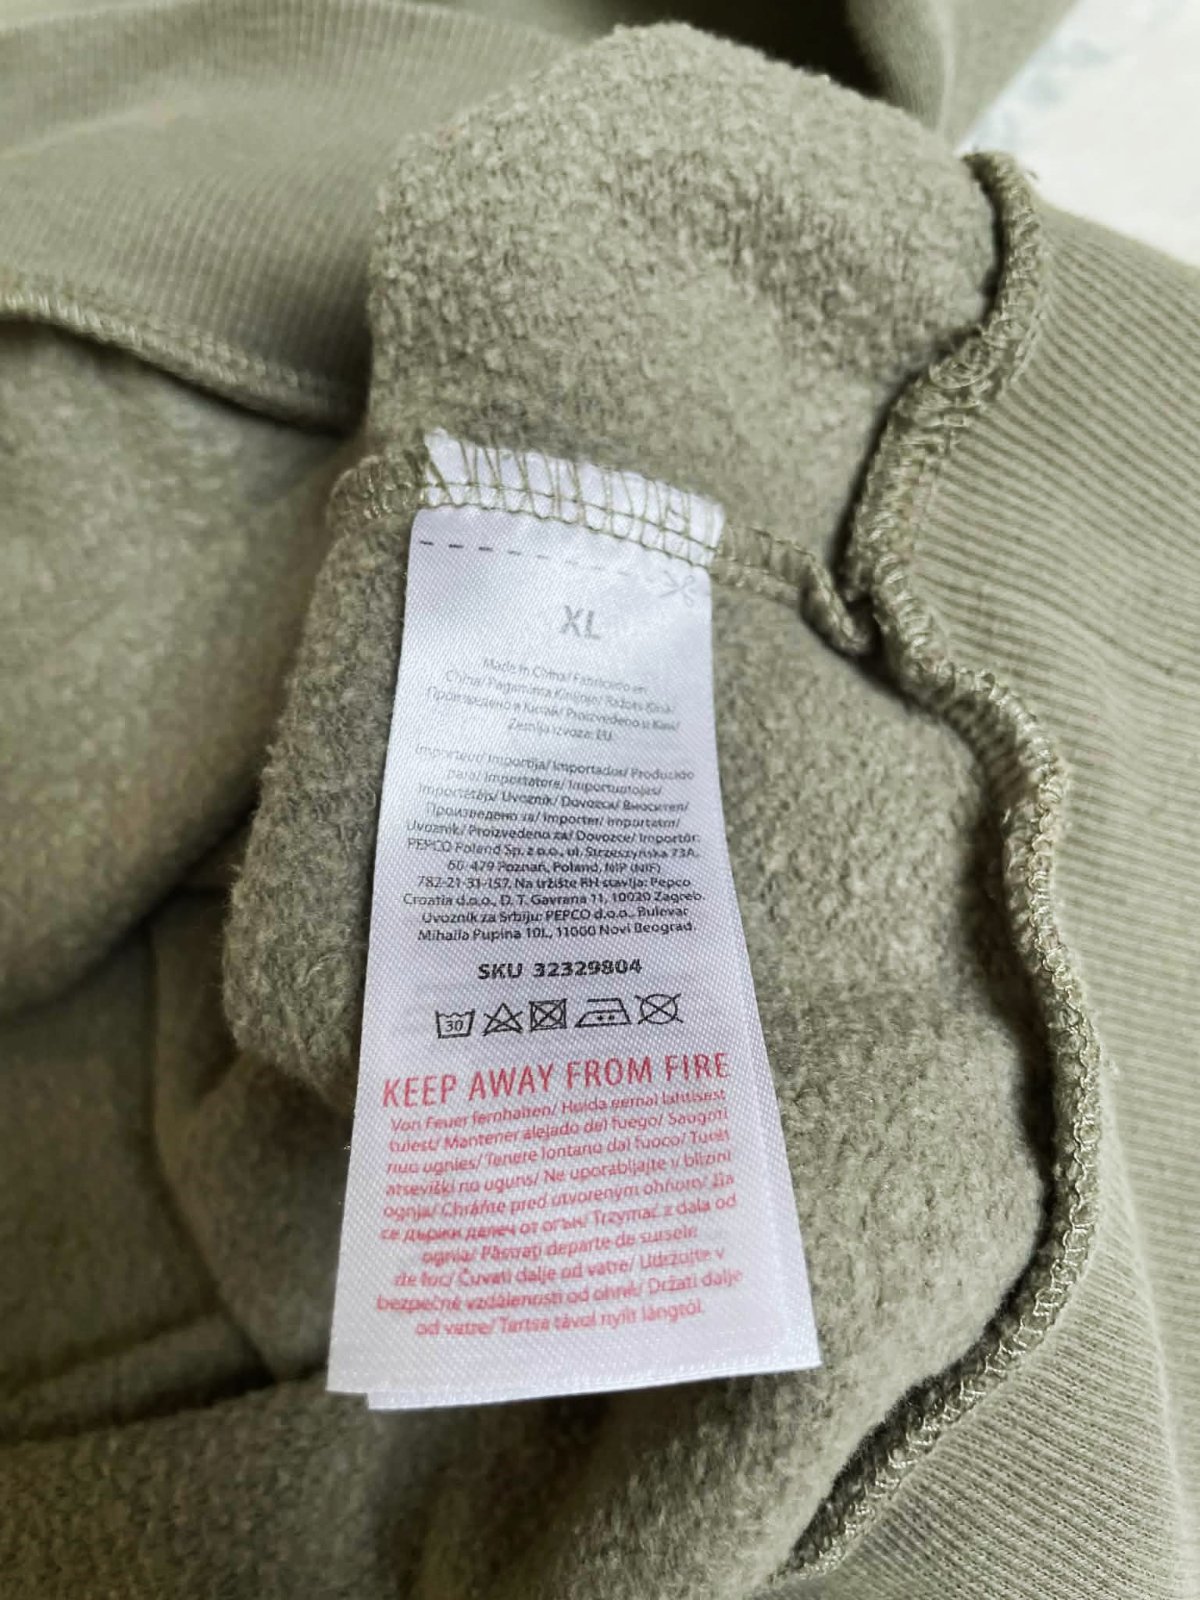 XL
Made in China/ Fabricado en
China/ Pagaminta Kinijoje/ Ražots Ķīnā/
Произведено в Китай/ Proizvedeno u Kini/
Zemlja izvoza: EU
Importeur/ Importija/ Importador/ Producido
para/ Importatore/ Importuotojas/
Importētājs/ Uvoznik/ Dovozca/ Вносител/
Произведено за/ Importer/ Importator/
Uvoznik/ Proizvedeno za/ Dovozce/ Importőr:
PEPCO Poland Sp. z o.o., ul. Strzeszyńska 73A,
60-479 Poznań, Poland, NIP (NIF)
782-21-31-157. Na tržište RH stavlja: Pepco
Croatia d.o.o., D. T. Gavrana 11, 10020 Zagreb.
Uvoznik za Srbiju: PEPCO d.o.o., Bulevar
Mihaila Pupina 10L, 11000 Novi Beograd.
SKU 32329804
30
KEEP AWAY FROM FIRE
Von Feuer fernhalten/ Hoida eemal lahtisest
tulest/ Mantener alejado del fuego/ Saugoti
nuo ugnies/ Tenere lontano dal fuoco/ Turēt
atsevišķi no uguns/ Ne uporabljajte v bližini
ognja/ Chráňte pred otvoreným ohňom/ Да
се държи далеч от огън/ Trzymać z dala od
ognia/ Păstrați departe de sursele
de foc/ Čuvati dalje od vatre/ Udržujte v
bezpečné vzdálenosti od ohně/ Držati dalje
od vatre/ Tartsa távol nyílt lángtól.